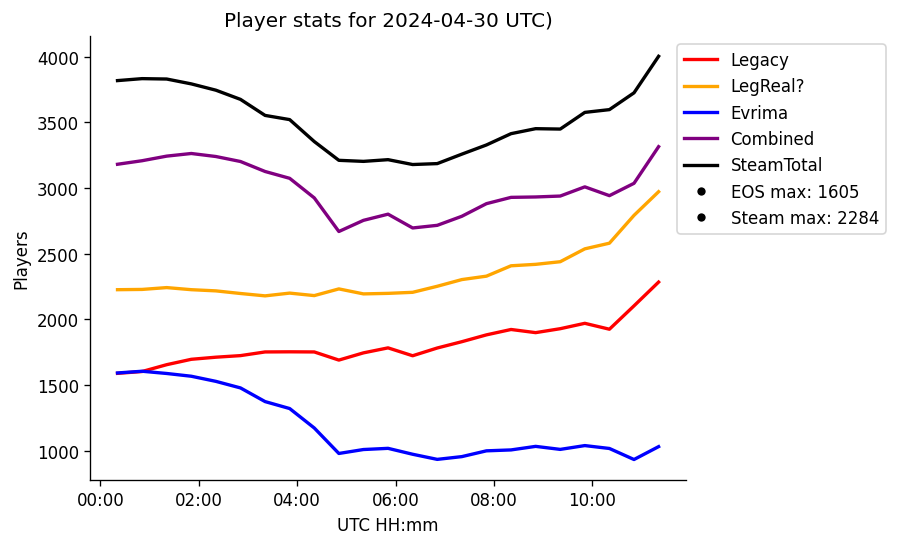 Player stats for 2024-04-30 UTC)
4000
3500
3000
2500
2000
1500
1000
Players
00:00 02:00 04:00 06:00 08:00 10:00
UTC HH:mm
Legacy
LegReal?
Evrima
Combined
SteamTotal
EOS max: 1605
Steam max: 2284